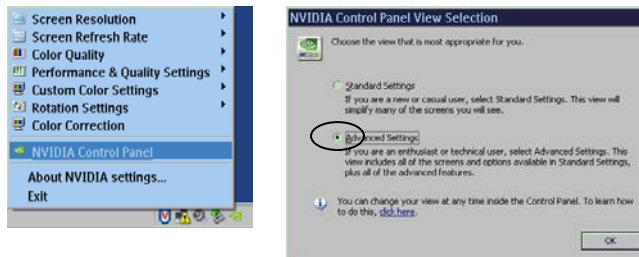 Screen Resolution
Screen Refresh Rate
Color Quality
Performance & Quality Settings
Custom Color Settings
Rotation Settings
Color Correction
NVIDIA Control Panel
About NVIDIA settings...
Exit
NVIDIA Control Panel View Selection
Choose the view that is most appropriate for you.
Standard Settings
If you are a new or casual user, select Standard Settings. This view will
simplify many of the screens you will see.
Advanced Settings
If you are an enthusiast or technical user, select Advanced Settings. This
view includes all of the screens and options available in Standard Settings,
plus all of the advanced features.
You can change your view at any time inside the Control Panel. To learn how
to do this, click here.
OK